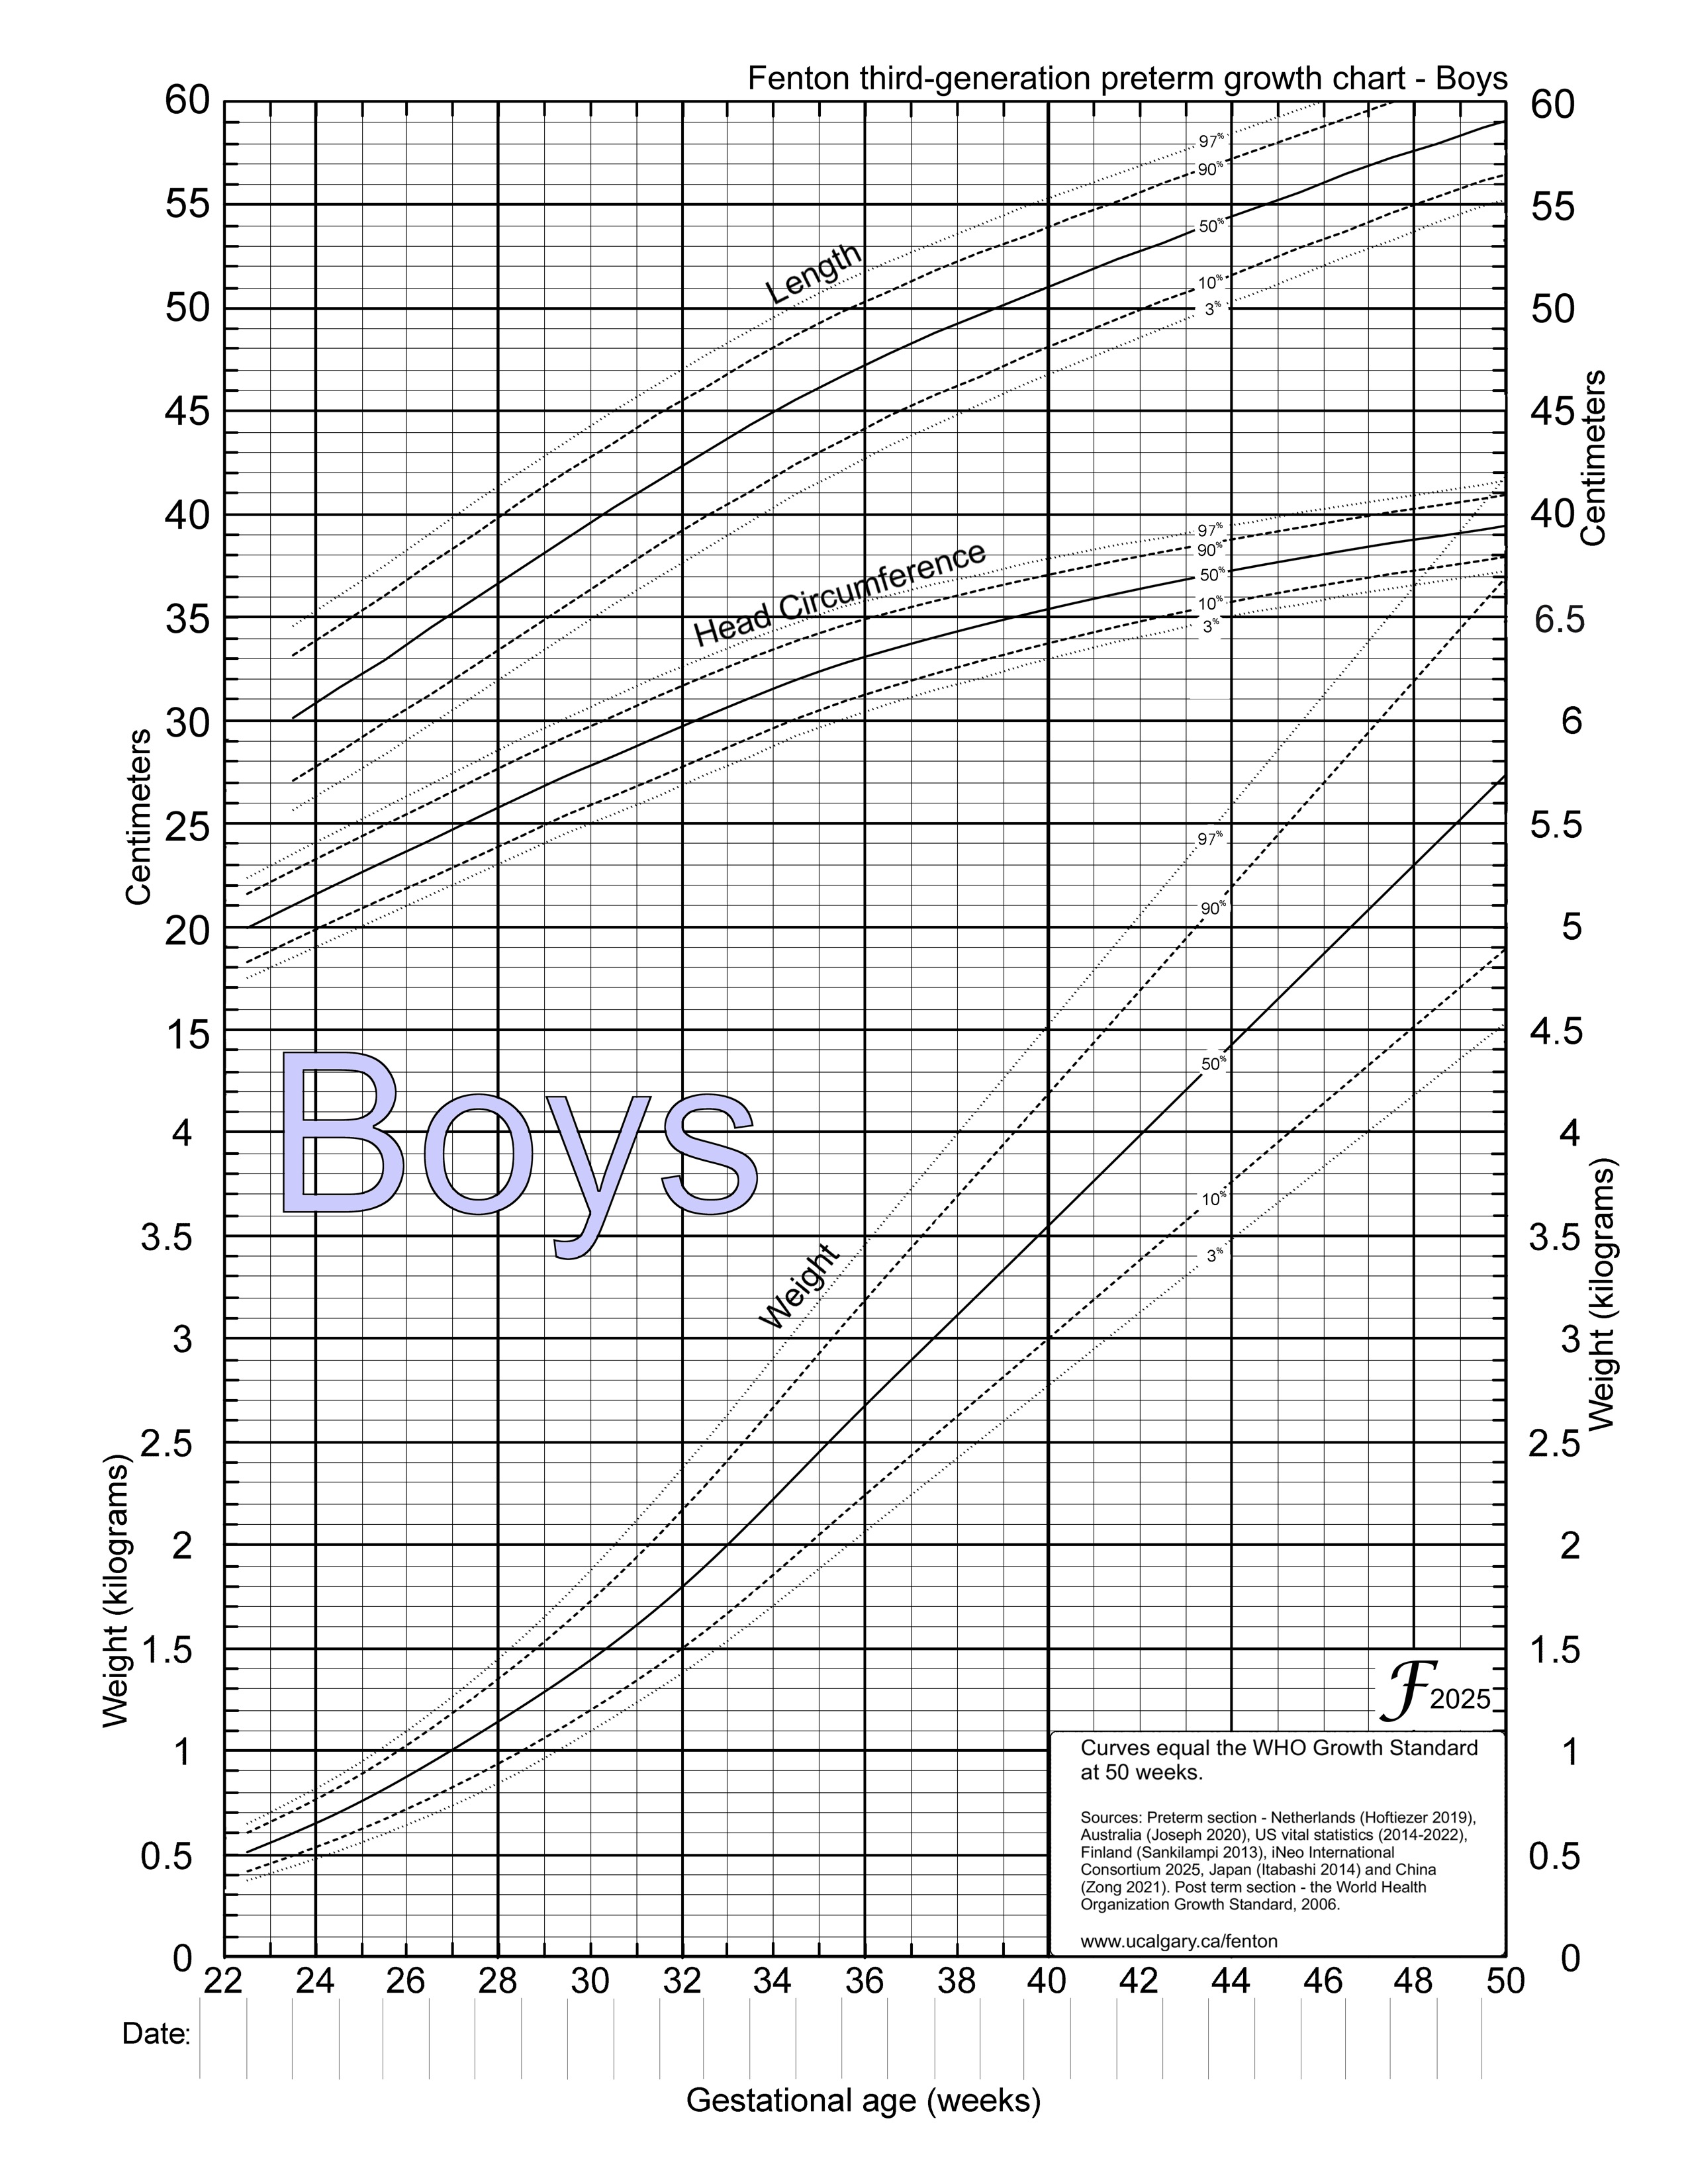 Fenton third-generation preterm growth chart - Boys
60
55
50
45
40
35
30
25
20
15
4
3.5
3
2.5
2
1.5
1
0.5
0
Centimeters
Weight (kilograms)
60
55
50
45
40
6.5
6
5.5
5
4.5
4
3.5
3
2.5
2
1.5
1
0.5
0
Centimeters
Weight (kilograms)
Length
97%
90%
50%
10%
3%
Head Circumference
97%
90%
50%
10%
3%
Boys
Weight
97%
90%
50%
10%
3%
F 2025
Curves equal the WHO Growth Standard
at 50 weeks.
Sources: Preterm section - Netherlands (Hoftiezer 2019),
Australia (Joseph 2020), US vital statistics (2014-2022),
Finland (Sankilampi 2013), iNeo International
Consortium 2025, Japan (Itabashi 2014) and China
(Zong 2021). Post term section - the World Health
Organization Growth Standard, 2006.
www.ucalgary.ca/fenton
22 24 26 28 30 32 34 36 38 40 42 44 46 48 50
Date:
Gestational age (weeks)